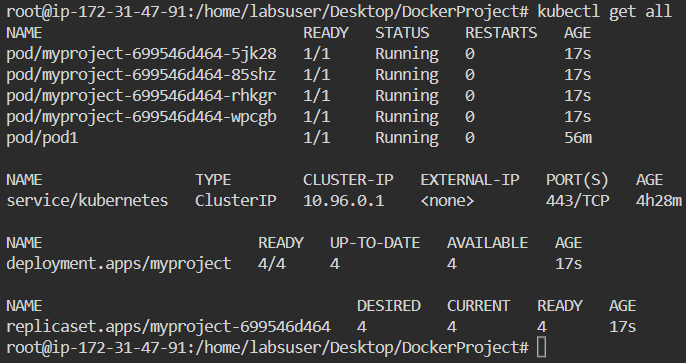 root@ip-172-31-47-91:/home/labsuser/Desktop/DockerProject# kubectl get all
NAME READY STATUS RESTARTS AGE
pod/myproject-699546d464-5jk28 1/1 Running 0 17s
pod/myproject-699546d464-85shz 1/1 Running 0 17s
pod/myproject-699546d464-rhkgr 1/1 Running 0 17s
pod/myproject-699546d464-wpcgb 1/1 Running 0 17s
pod/pod1 1/1 Running 0 56m
NAME TYPE CLUSTER-IP EXTERNAL-IP PORT(S) AGE
service/kubernetes ClusterIP 10.96.0.1 <none> 443/TCP 4h28m
NAME READY UP-TO-DATE AVAILABLE AGE
deployment.apps/myproject 4/4 4 4 17s
NAME DESIRED CURRENT READY AGE
replicaset.apps/myproject-699546d464 4 4 4 17s
root@ip-172-31-47-91:/home/labsuser/Desktop/DockerProject#